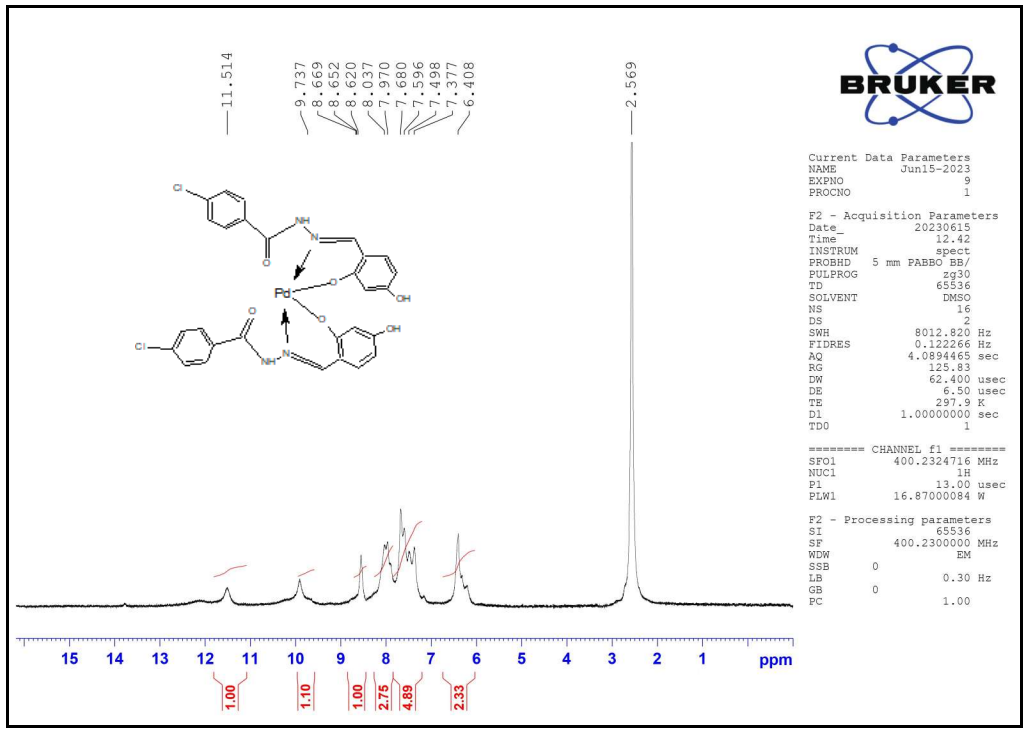 11.514
9.737
8.669
8.652
8.620
8.037
7.970
7.680
7.596
7.498
7.377
6.408
2.569
BRUKER
Cl
NH
N
O
O
Pd
OH
O
O
OH
Cl
NH
N
Current Data Parameters
NAME Jun15-2023
EXPNO 9
PROCNO 1
F2 - Acquisition Parameters
Date_ 20230615
Time 12.42
INSTRUM spect
PROBHD 5 mm PABBO BB/
PULPROG zg30
TD 65536
SOLVENT DMSO
NS 16
DS 2
SWH 8012.820 Hz
FIDRES 0.122266 Hz
AQ 4.0894465 sec
RG 125.83
DW 62.400 usec
DE 6.50 usec
TE 297.9 K
D1 1.00000000 sec
TD0 1
======== CHANNEL f1 ========
SFO1 400.2324716 MHz
NUC1 1H
P1 13.00 usec
PLW1 16.87000084 W
F2 - Processing parameters
SI 65536
SF 400.2300000 MHz
WDW EM
SSB 0
LB 0.30 Hz
GB 0
PC 1.00
15 14 13 12 11 10 9 8 7 6 5 4 3 2 1 ppm
1.00
1.10
1.00
2.75
4.89
2.33